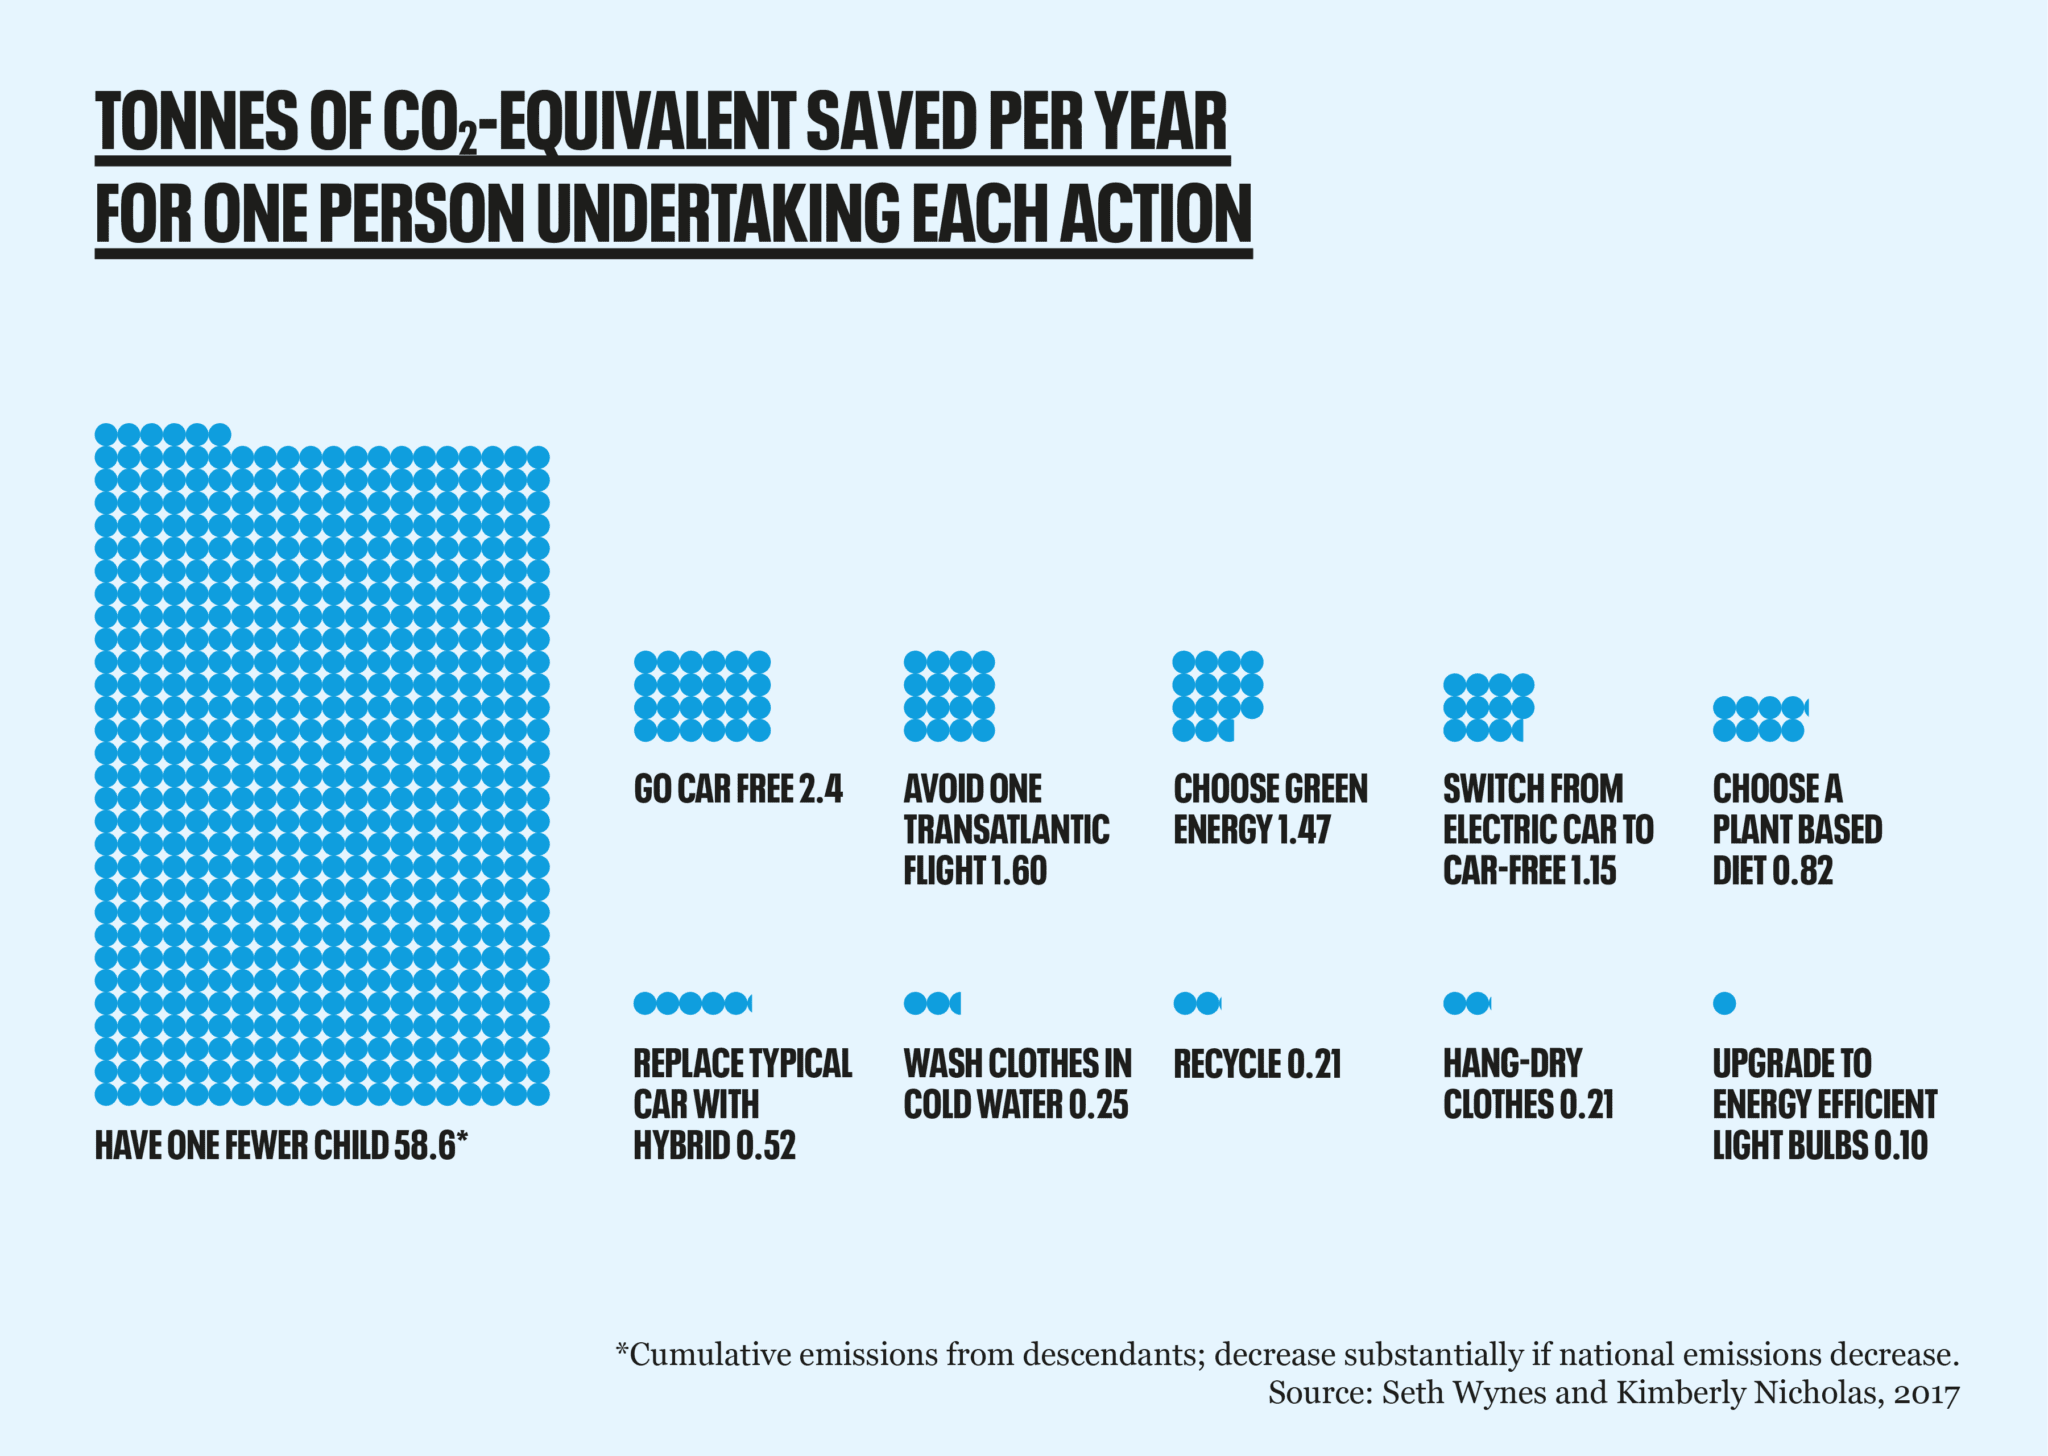 TONNES OF CO₂-EQUIVALENT SAVED PER YEAR
FOR ONE PERSON UNDERTAKING EACH ACTION
HAVE ONE FEWER CHILD 58.6*
GO CAR FREE 2.4
AVOID ONE
TRANSATLANTIC
FLIGHT 1.60
CHOOSE GREEN
ENERGY 1.47
SWITCH FROM
ELECTRIC CAR TO
CAR-FREE 1.15
CHOOSE A
PLANT BASED
DIET 0.82
REPLACE TYPICAL
CAR WITH
HYBRID 0.52
WASH CLOTHES IN
COLD WATER 0.25
RECYCLE 0.21
HANG-DRY
CLOTHES 0.21
UPGRADE TO
ENERGY EFFICIENT
LIGHT BULBS 0.10
*Cumulative emissions from descendants; decrease substantially if national emissions decrease.
Source: Seth Wynes and Kimberly Nicholas, 2017